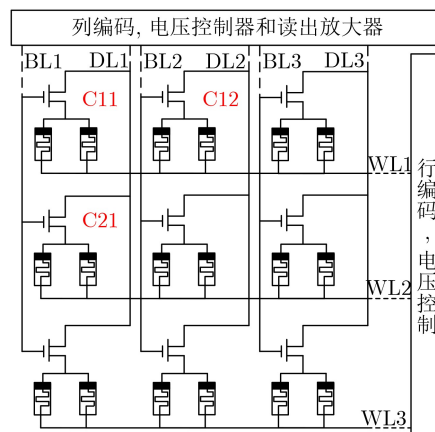 列编码, 电压控制器和读出放大器
BL1 DL1 BL2 DL2 BL3 DL3
C11 C12
WL1
C21
WL2
WL3
行编码，电压控制